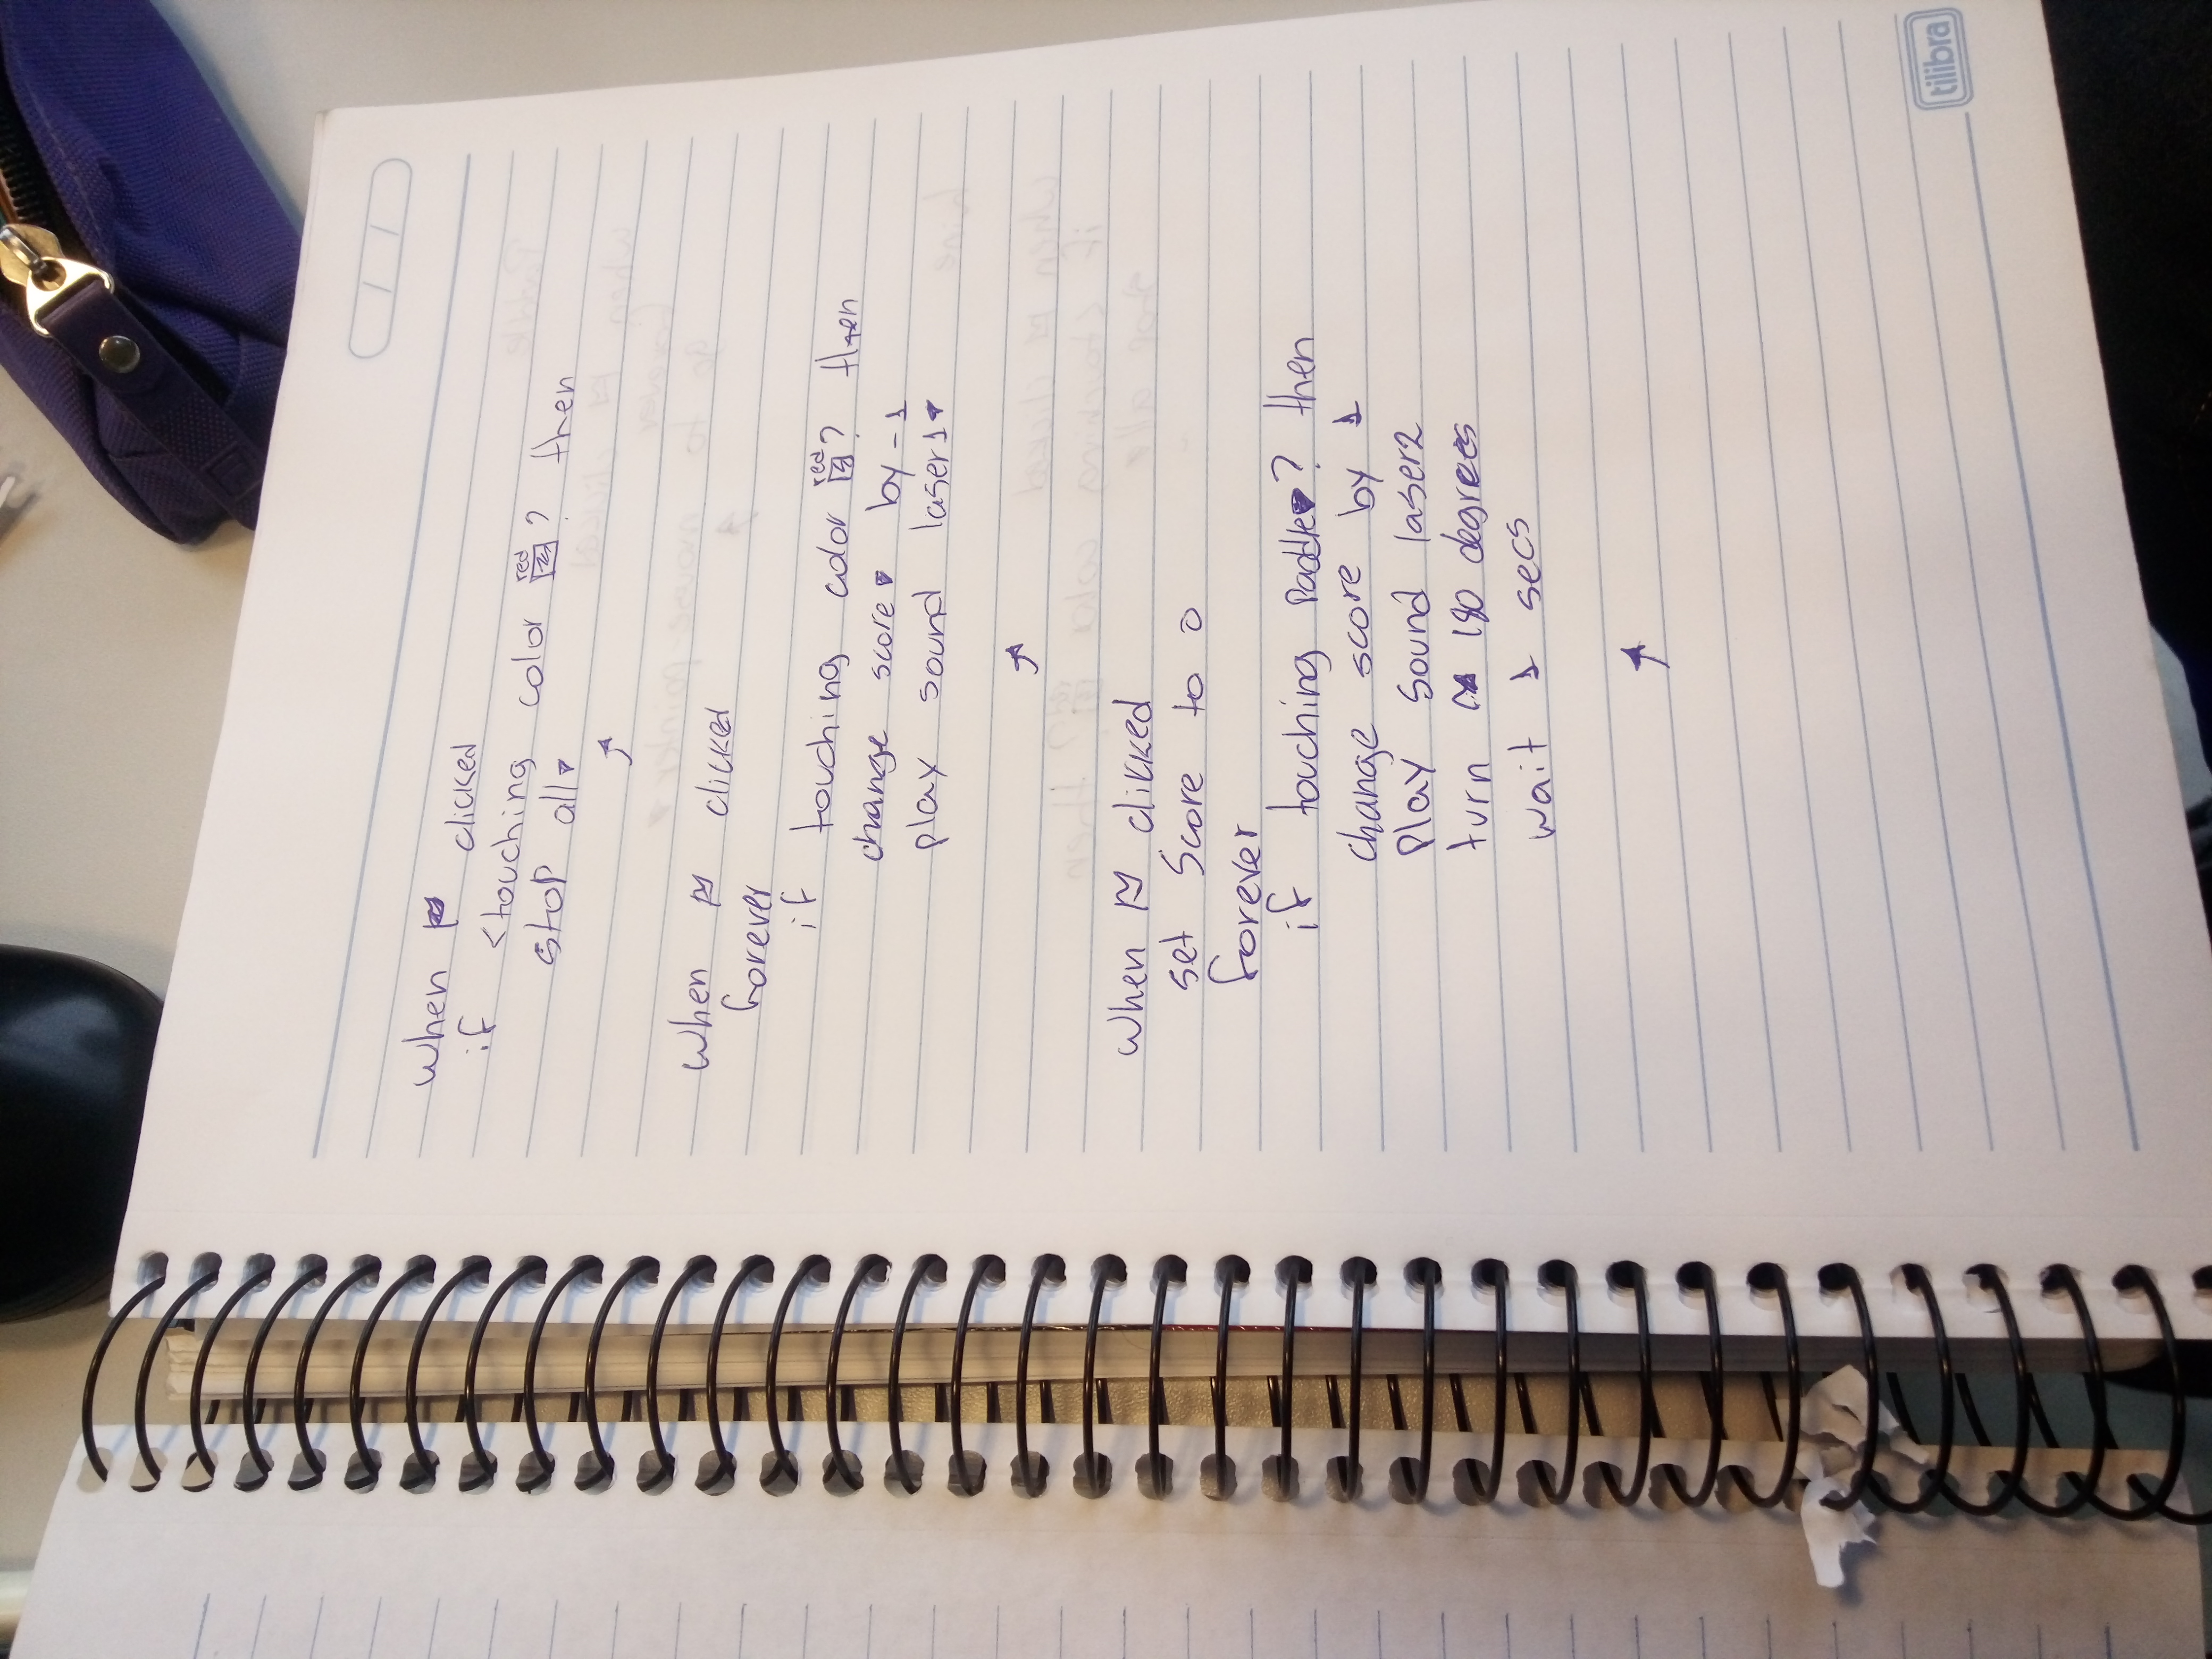 when clicked
if <touching color red ? then
stop all
when clicked
forever
if touching color red ? then
change score by -1
play sound laser1
when clicked
set Score to 0
forever
if touching Paddle ? then
change score by 1
Play sound laser2
turn 180 degrees
wait 1 secs
tilibra